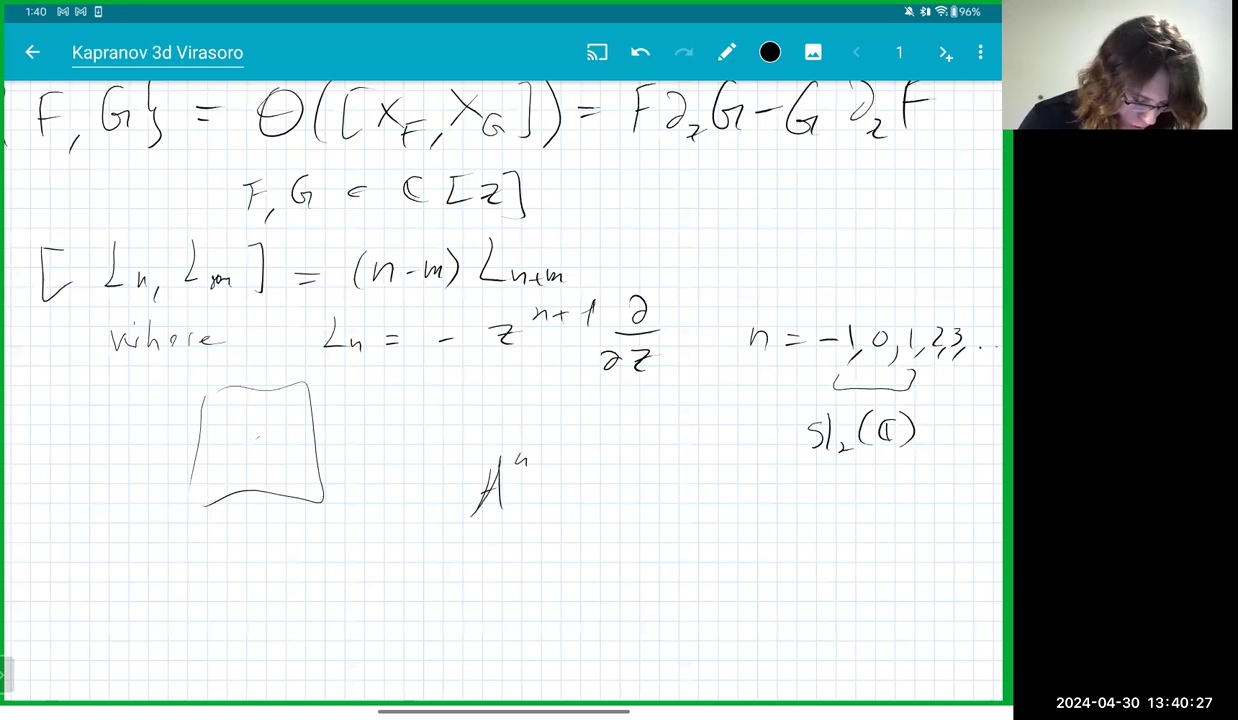 1:40
96%
Kapranov 3d Virasoro
1
{F, G} = Θ([X_F, X_G]) = F∂_zG − G∂_zF
F, G ∈ ℂ[z]
[L_n, L_m] = (n-m) L_{n+m}
where L_n = - z^{n+1} ∂/∂z n = -1, 0, 1, 2, 3, ...
sl_2(ℂ)
A^n
2024-04-30 13:40:27